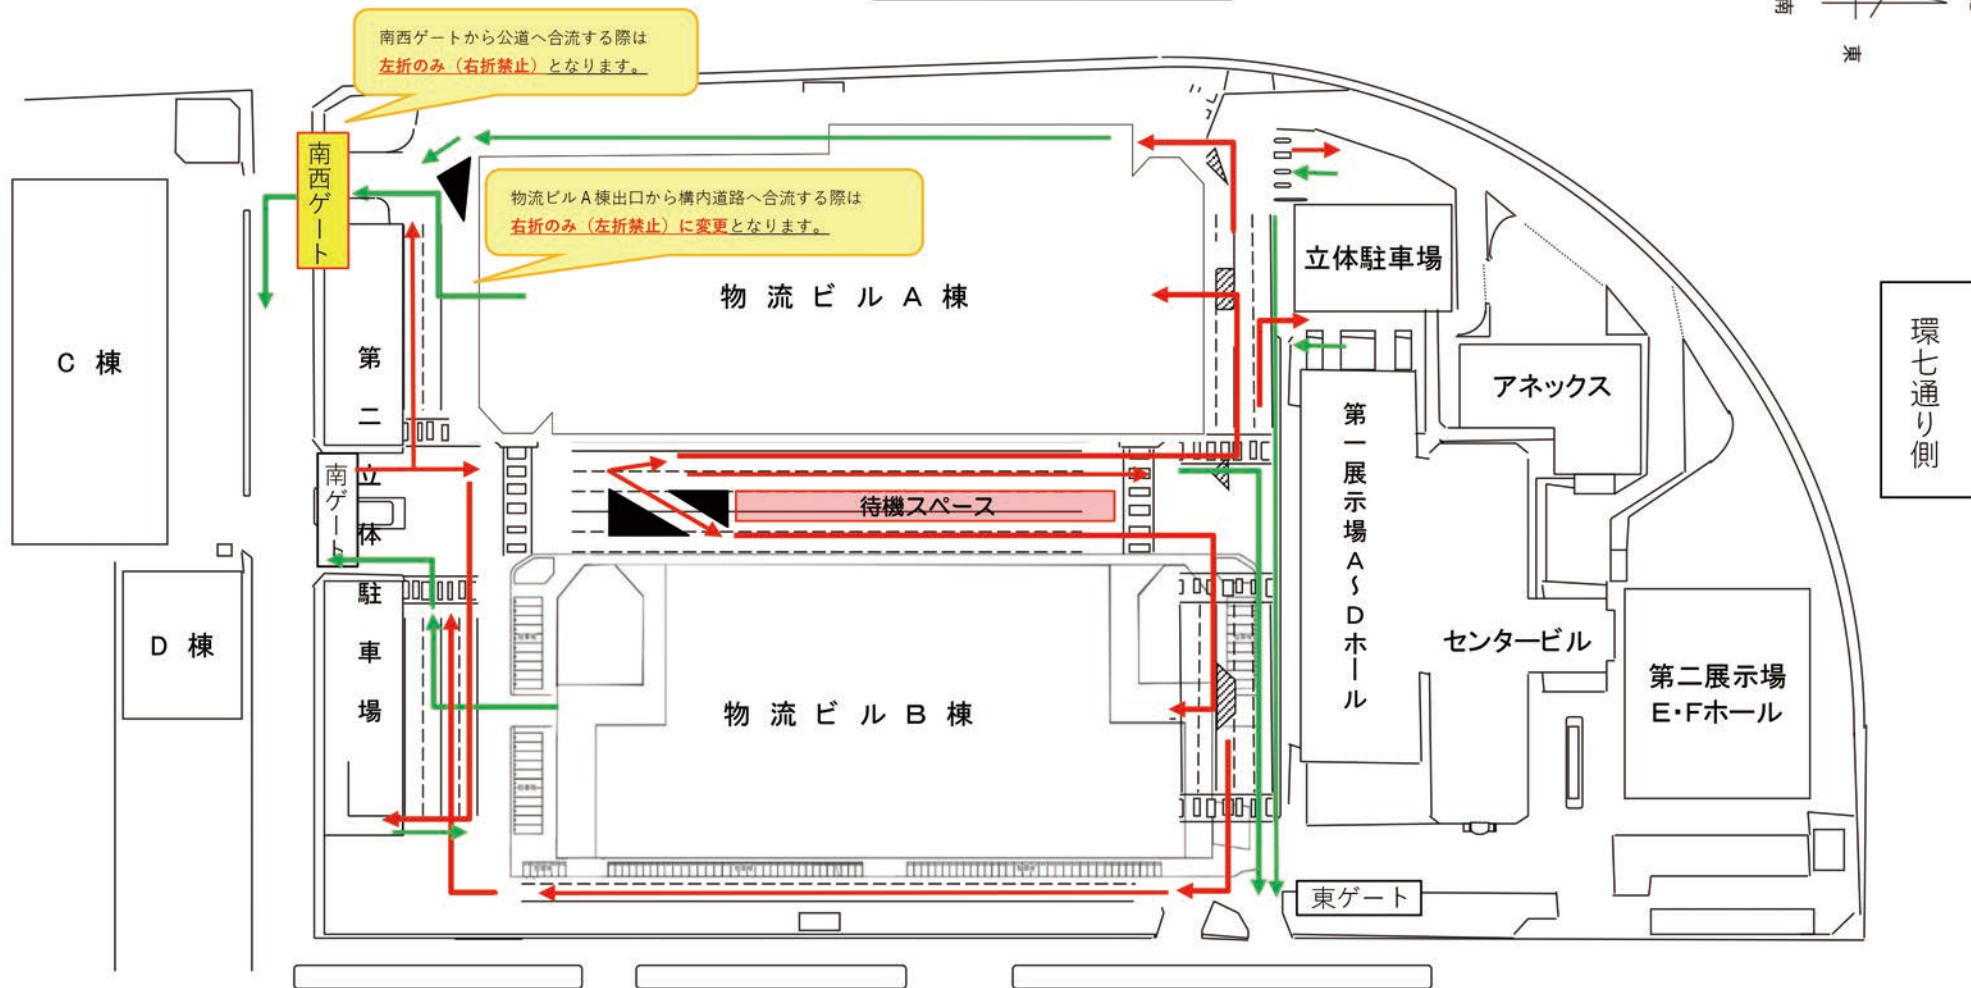 南
東
南西ゲートから公道へ合流する際は
左折のみ（右折禁止）となります。
南西ゲート
物流ビルA棟出口から構内道路へ合流する際は
右折のみ（左折禁止）に変更となります。
物流ビルA棟
立体駐車場
環七通り側
C棟
アネックス
第二立体駐車場
第一展示場A～Dホール
南ゲート
待機スペース
D棟
センタービル
物流ビルB棟
第二展示場
E・Fホール
東ゲート